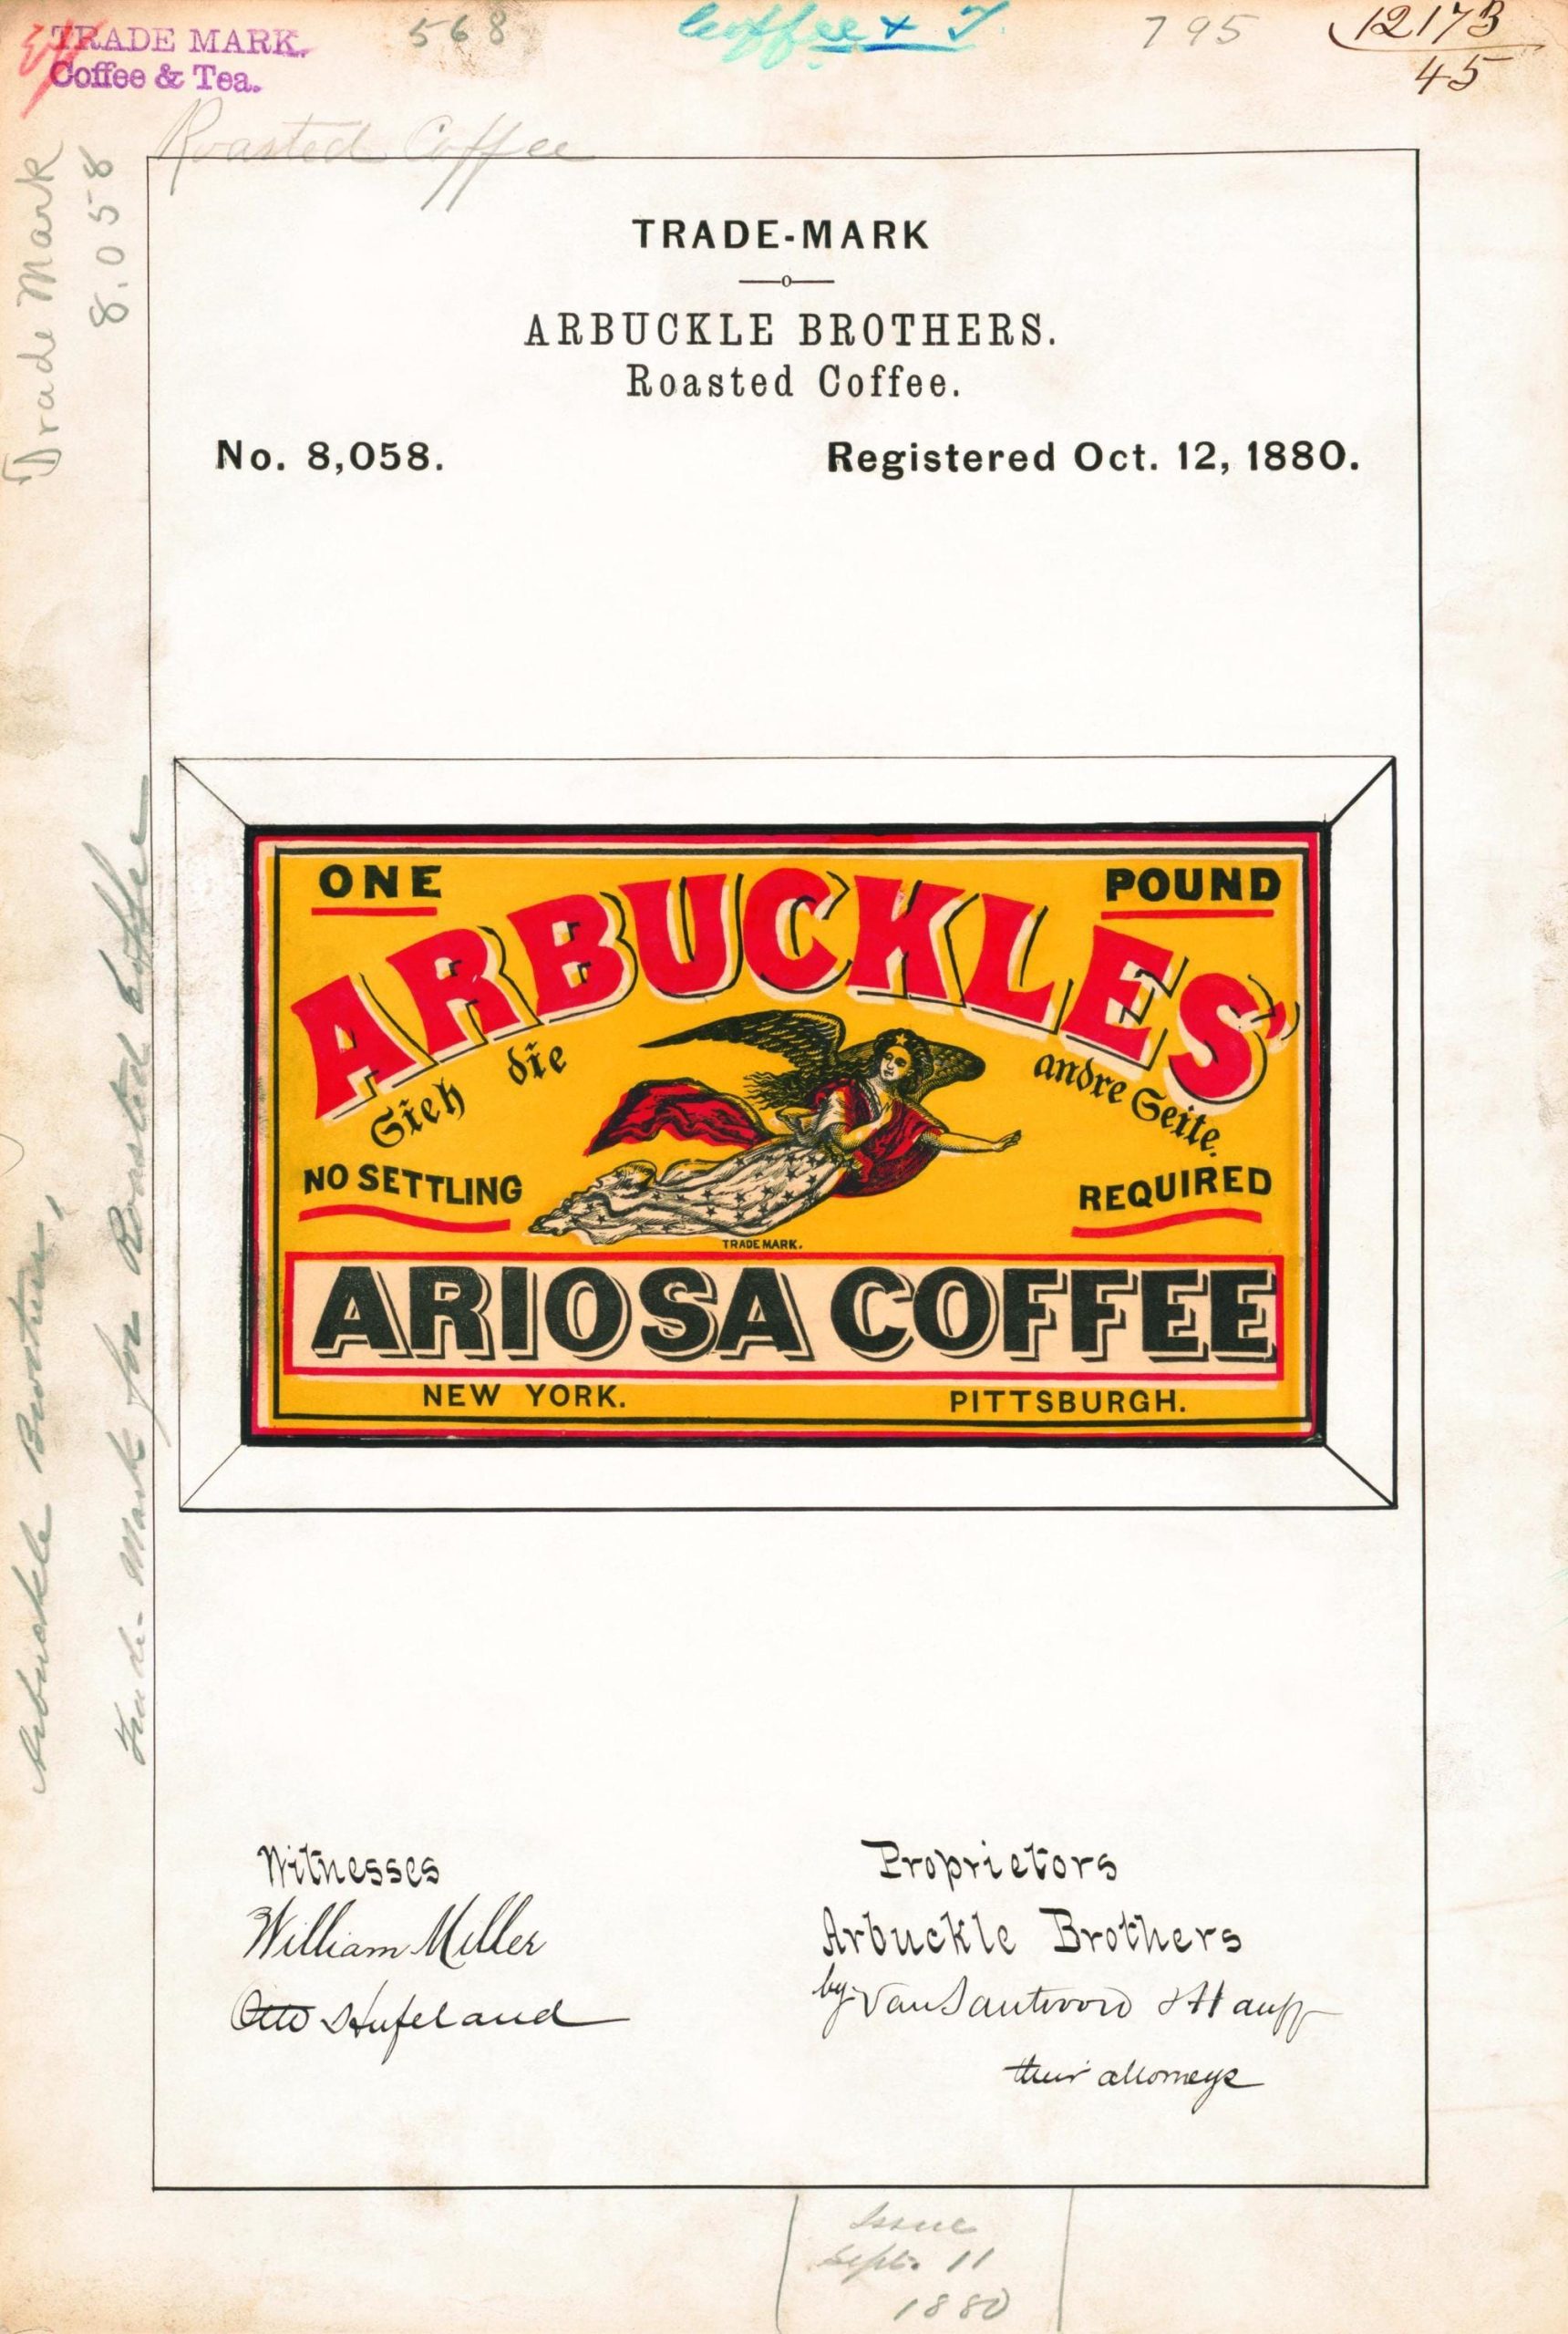 TRADE MARK.
Coffee & Tea.
568
Coffee & T.
795
12173
45
Roasted Coffee
Trade Mark
8.058
TRADE-MARK
ARBUCKLE BROTHERS.
Roasted Coffee.
No. 8,058.
Registered Oct. 12, 1880.
Arbuckle Brothers,
Trade-Mark for Roasted Coffee
ONE
POUND
ARBUCKLES'
Sieh die
andre Seite.
NO SETTLING
REQUIRED
TRADE MARK.
ARIOSA COFFEE
NEW YORK.
PITTSBURGH.
Witnesses
William Miller
Otto Hufeland
Proprietors
Arbuckle Brothers
by Van Santvoord & Hauff
their attorneys
Issue
Sept. 11
1880